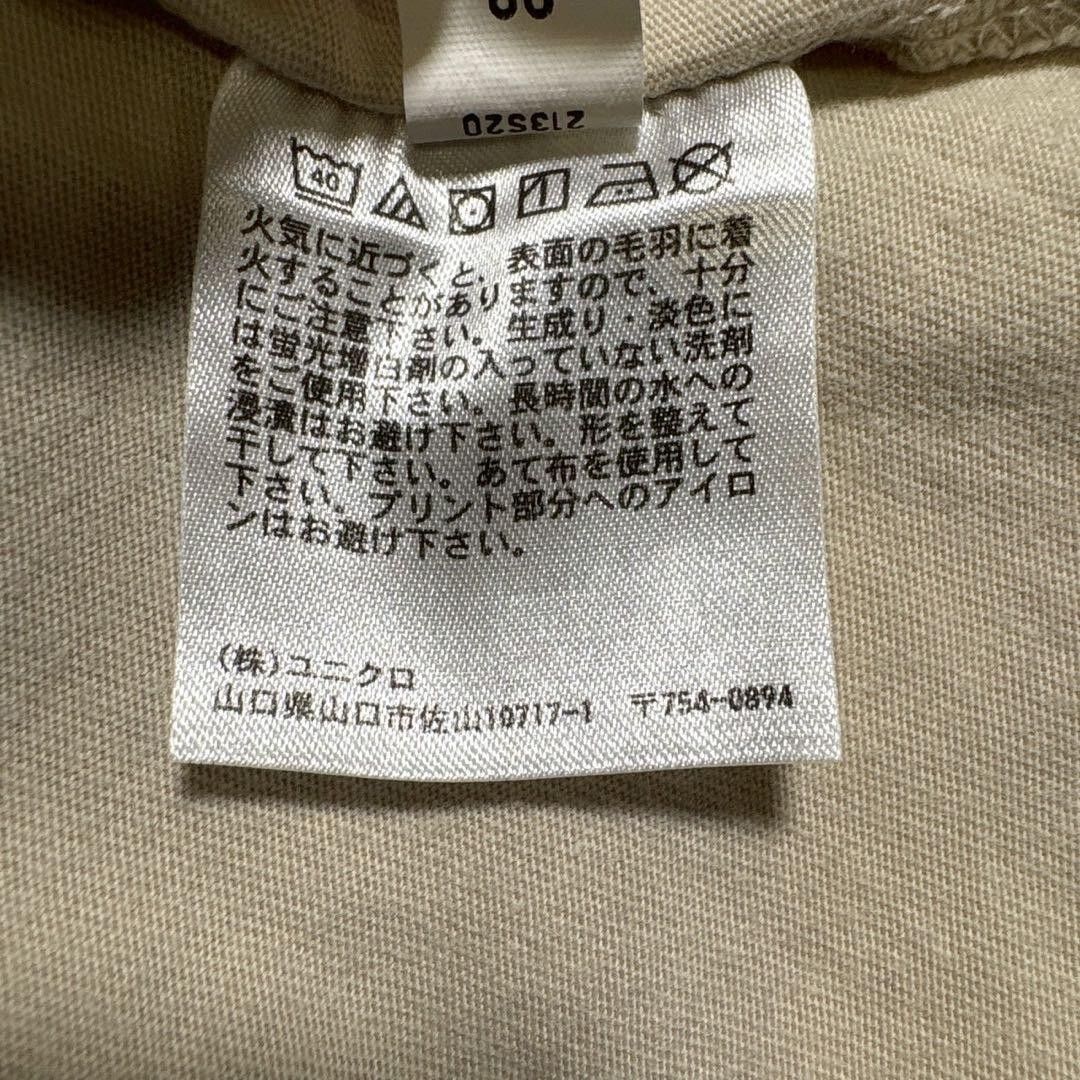 213S20
40
火気に近づくと、表面の毛羽に着
火することがありますので、十分
にご注意下さい。生成り・淡色に
は蛍光増白剤の入っていない洗剤
をご使用下さい。長時間の水への
浸漬はお避け下さい。形を整えて
干して下さい。あて布を使用して
下さい。プリント部分へのアイロ
ンはお避け下さい。
(株)ユニクロ
山口県山口市佐山10717-1 〒754-0894